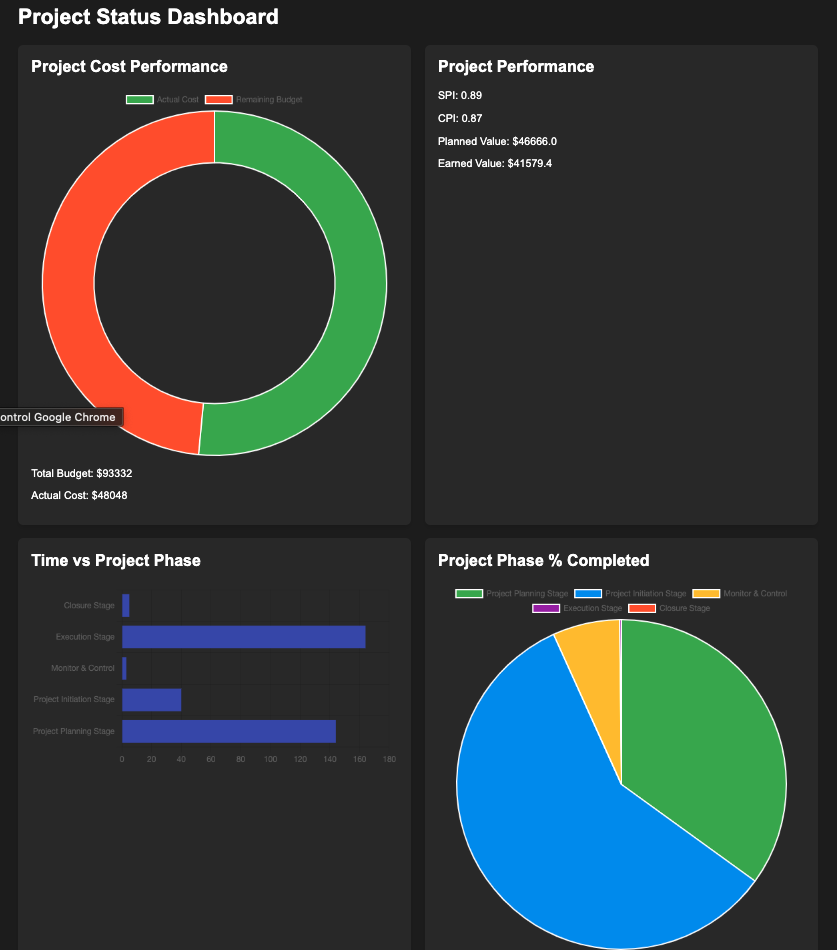 Project Status Dashboard
Project Cost Performance
Actual Cost Remaining Budget
ontrol Google Chrome
Total Budget: $93332
Actual Cost: $48048
Project Performance
SPI: 0.89
CPI: 0.87
Planned Value: $46666.0
Earned Value: $41579.4
Time vs Project Phase
Closure Stage
Execution Stage
Monitor & Control
Project Initiation Stage
Project Planning Stage
0 20 40 60 80 100 120 140 160 180
Project Phase % Completed
Project Planning Stage Project Initiation Stage Monitor & Control
Execution Stage Closure Stage